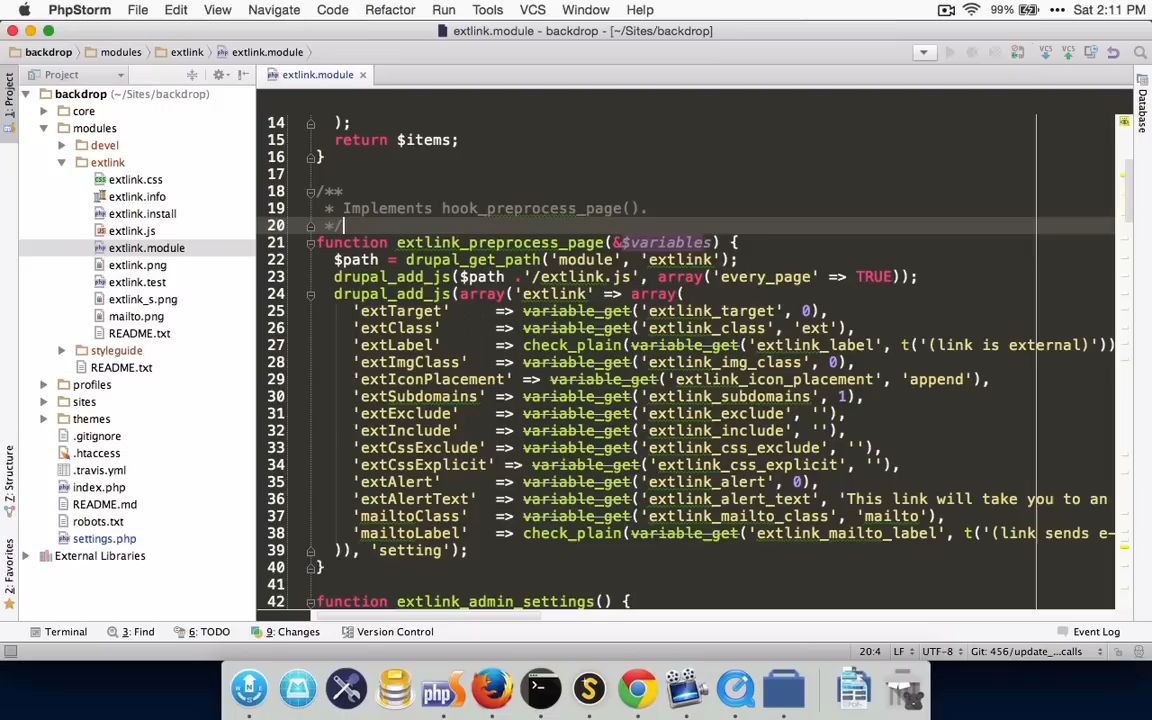 PhpStorm File Edit View Navigate Code Refactor Run Tools VCS Window Help 99% Sat 2:11 PM
extlink.module - backdrop - [~/Sites/backdrop]
backdrop modules extlink extlink.module
1: Project
Project
extlink.module
Database
backdrop (~/Sites/backdrop)
core
modules
devel
extlink
extlink.css
extlink.info
extlink.install
extlink.js
extlink.module
extlink.png
extlink.test
extlink_s.png
mailto.png
README.txt
styleguide
README.txt
profiles
sites
themes
.gitignore
.htaccess
.travis.yml
index.php
README.md
robots.txt
settings.php
External Libraries
7: Structure
2: Favorites
14 );
15 return $items;
16 }
17
18 /**
19 * Implements hook_preprocess_page().
20 */
21 function extlink_preprocess_page(&$variables) {
22 $path = drupal_get_path('module', 'extlink');
23 drupal_add_js($path .'/extlink.js', array('every_page' => TRUE));
24 drupal_add_js(array('extlink' => array(
25 'extTarget' => variable_get('extlink_target', 0),
26 'extClass' => variable_get('extlink_class', 'ext'),
27 'extLabel' => check_plain(variable_get('extlink_label', t('(link is external)'))
28 'extImgClass' => variable_get('extlink_img_class', 0),
29 'extIconPlacement' => variable_get('extlink_icon_placement', 'append'),
30 'extSubdomains' => variable_get('extlink_subdomains', 1),
31 'extExclude' => variable_get('extlink_exclude', ''),
32 'extInclude' => variable_get('extlink_include', ''),
33 'extCssExclude' => variable_get('extlink_css_exclude', ''),
34 'extCssExplicit' => variable_get('extlink_css_explicit', ''),
35 'extAlert' => variable_get('extlink_alert', 0),
36 'extAlertText' => variable_get('extlink_alert_text', 'This link will take you to an
37 'mailtoClass' => variable_get('extlink_mailto_class', 'mailto'),
38 'mailtoLabel' => check_plain(variable_get('extlink_mailto_label', t('(link sends e-
39 )), 'setting');
40 }
41
42 function extlink_admin_settings() {
Terminal 3: Find 6: TODO 9: Changes Version Control Event Log
20:4 LF UTF-8 Git: 456/update_...calls
php